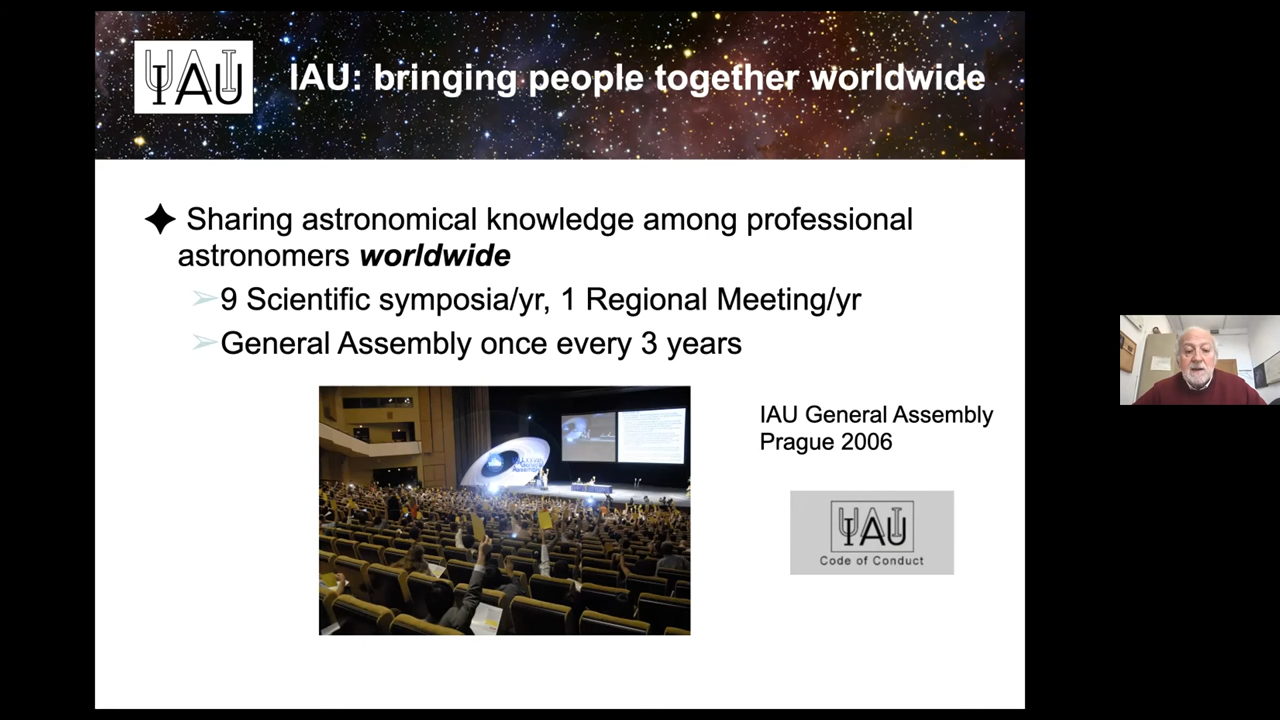 IAU
IAU: bringing people together worldwide
Sharing astronomical knowledge among professional
astronomers worldwide
9 Scientific symposia/yr, 1 Regional Meeting/yr
General Assembly once every 3 years
IAU General Assembly
Prague 2006
IAU
Code of Conduct